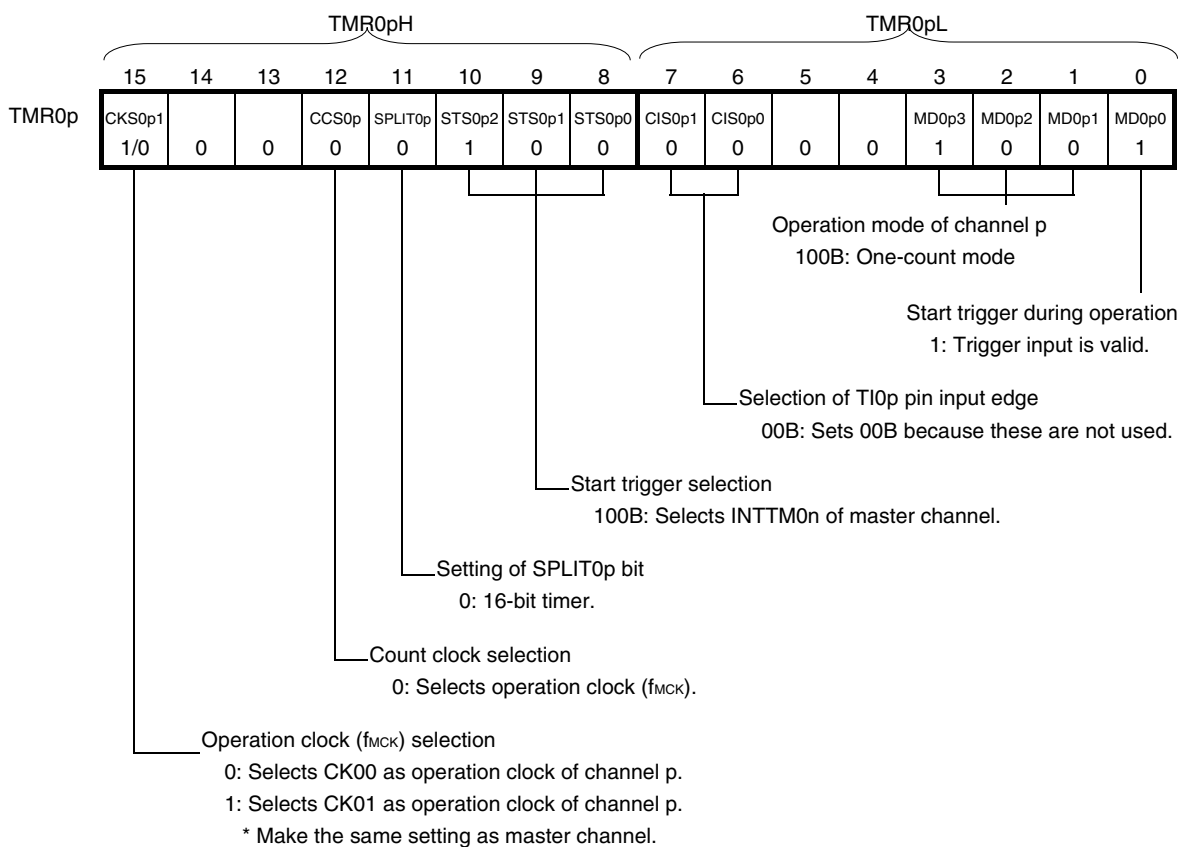 TMR0pH TMR0pL
15 14 13 12 11 10 9 8 7 6 5 4 3 2 1 0
TMR0p CKS0p1 CCS0p SPLIT0p STS0p2 STS0p1 STS0p0 CIS0p1 CIS0p0 MD0p3 MD0p2 MD0p1 MD0p0
1/0 0 0 0 0 1 0 0 0 0 0 0 1 0 0 1
Operation mode of channel p
100B: One-count mode
Start trigger during operation
1: Trigger input is valid.
Selection of TI0p pin input edge
00B: Sets 00B because these are not used.
Start trigger selection
100B: Selects INTTM0n of master channel.
Setting of SPLIT0p bit
0: 16-bit timer.
Count clock selection
0: Selects operation clock (fMCK).
Operation clock (fMCK) selection
0: Selects CK00 as operation clock of channel p.
1: Selects CK01 as operation clock of channel p.
* Make the same setting as master channel.